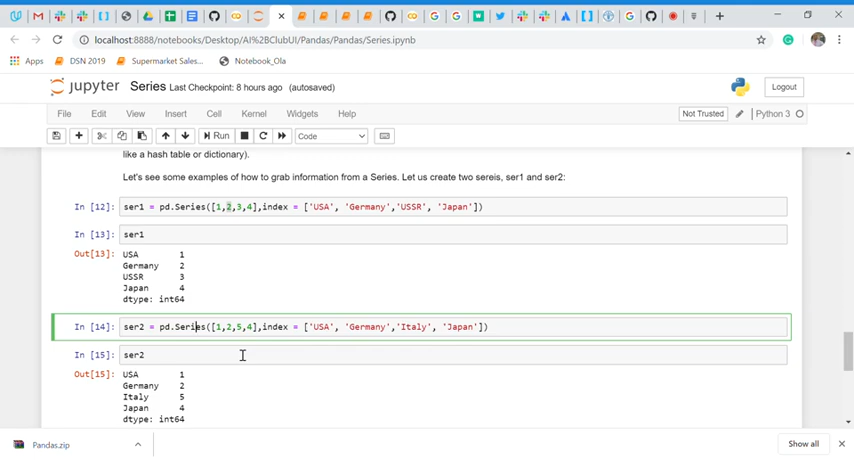 localhost:8888/notebooks/Desktop/AI%2BClubUI/Pandas/Pandas/Series.ipynb
Apps DSN 2019 Supermarket Sales... Notebook_Ola
jupyter Series Last Checkpoint: 8 hours ago (autosaved) Logout
File Edit View Insert Cell Kernel Widgets Help Not Trusted Python 3
Run Code
like a hash table or dictionary).
Let's see some examples of how to grab information from a Series. Let us create two sereis, ser1 and ser2:
In [12]: ser1 = pd.Series([1,2,3,4],index = ['USA', 'Germany','USSR', 'Japan'])
In [13]: ser1
Out[13]: USA 1
Germany 2
USSR 3
Japan 4
dtype: int64
In [14]: ser2 = pd.Series([1,2,5,4],index = ['USA', 'Germany','Italy', 'Japan'])
In [15]: ser2
Out[15]: USA 1
Germany 2
Italy 5
Japan 4
dtype: int64
Pandas.zip Show all